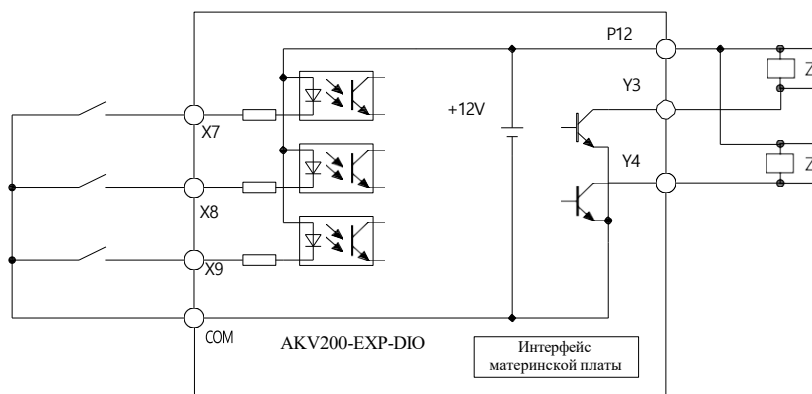 P12
Y3
Z
X7
+12V
Y4
Z
X8
X9
COM
AKV200-EXP-DIO
Интерфейс
материнской платы